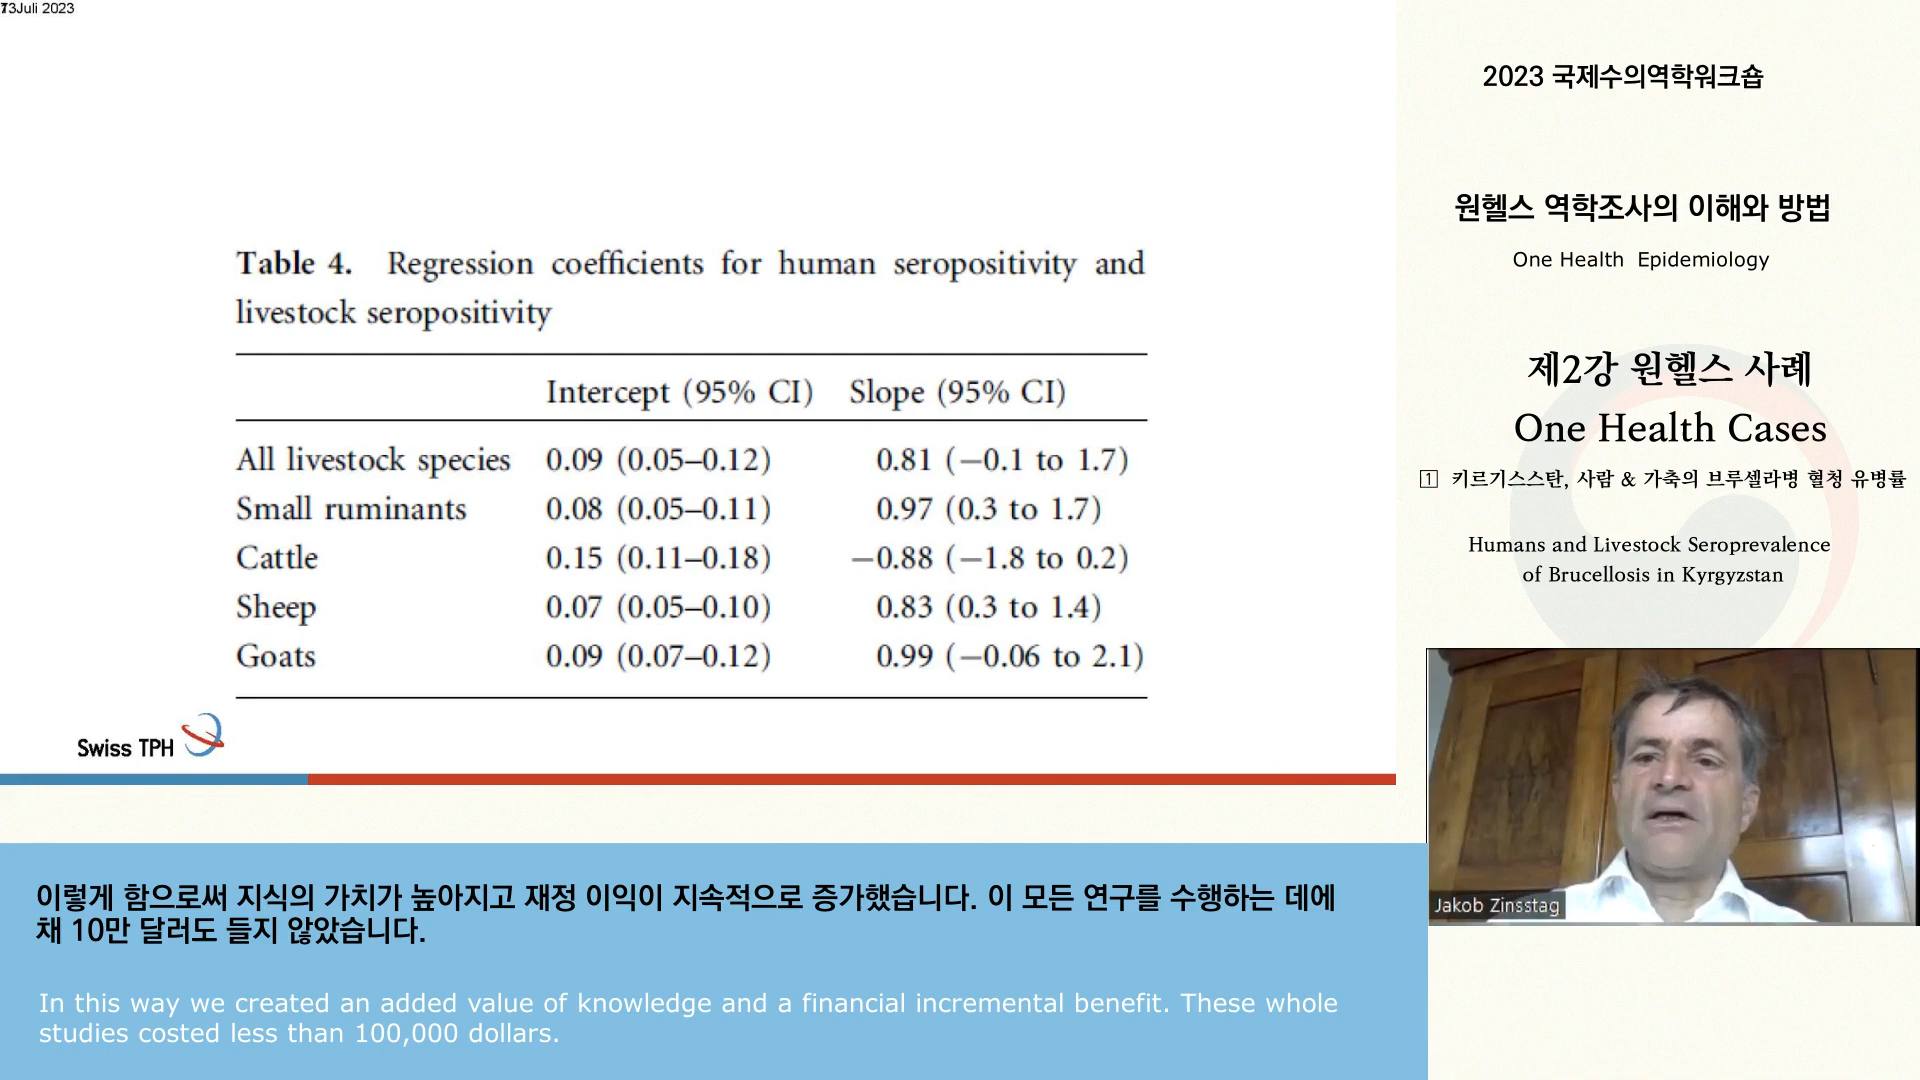 73Juli 2023
Table 4. Regression coefficients for human seropositivity and
livestock seropositivity
Intercept (95% CI) Slope (95% CI)
All livestock species 0.09 (0.05–0.12) 0.81 (−0.1 to 1.7)
Small ruminants 0.08 (0.05–0.11) 0.97 (0.3 to 1.7)
Cattle 0.15 (0.11–0.18) −0.88 (−1.8 to 0.2)
Sheep 0.07 (0.05–0.10) 0.83 (0.3 to 1.4)
Goats 0.09 (0.07–0.12) 0.99 (−0.06 to 2.1)
Swiss TPH
2023 국제수의역학워크숍
원헬스 역학조사의 이해와 방법
One Health Epidemiology
제2강 원헬스 사례
One Health Cases
1 키르기스스탄, 사람 & 가축의 브루셀라병 혈청 유병률
Humans and Livestock Seroprevalence
of Brucellosis in Kyrgyzstan
Jakob Zinsstag
이렇게 함으로써 지식의 가치가 높아지고 재정 이익이 지속적으로 증가했습니다. 이 모든 연구를 수행하는 데에
채 10만 달러도 들지 않았습니다.
In this way we created an added value of knowledge and a financial incremental benefit. These whole
studies costed less than 100,000 dollars.